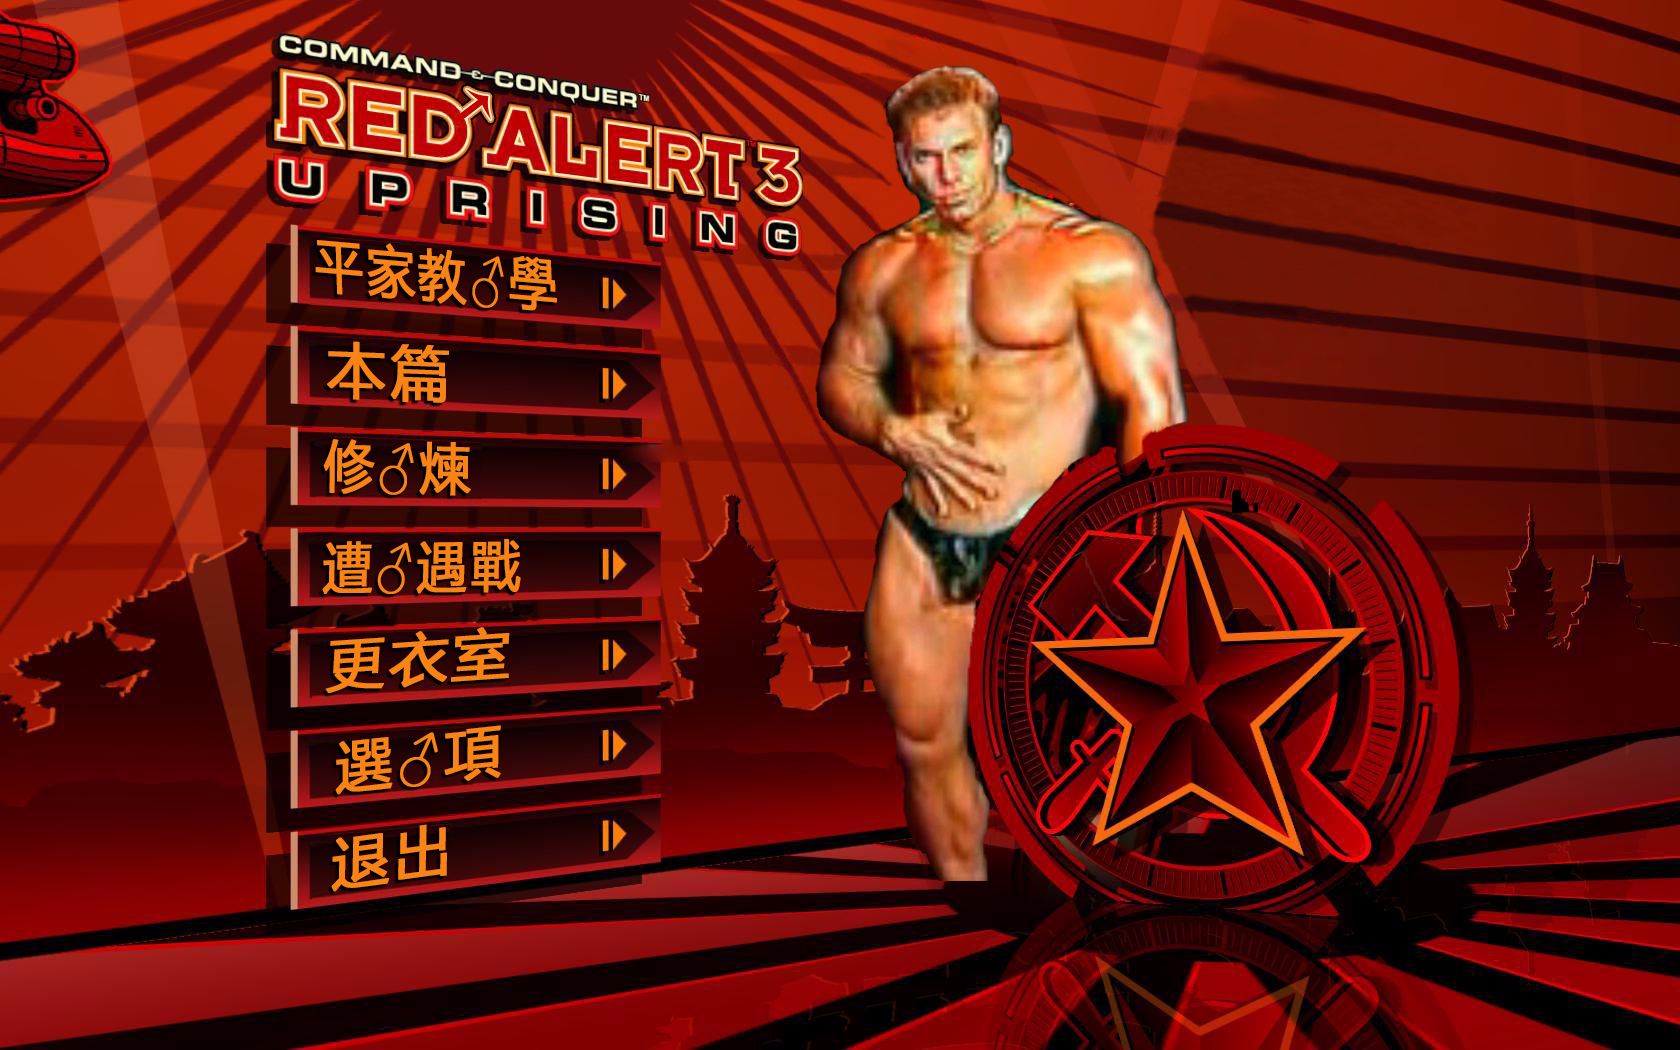 COMMAND & CONQUER™
RED♂ALERT™ 3
UPRISING
平家教♂學
本篇
修♂煉
遭♂遇戰
更衣室
選♂項
退出